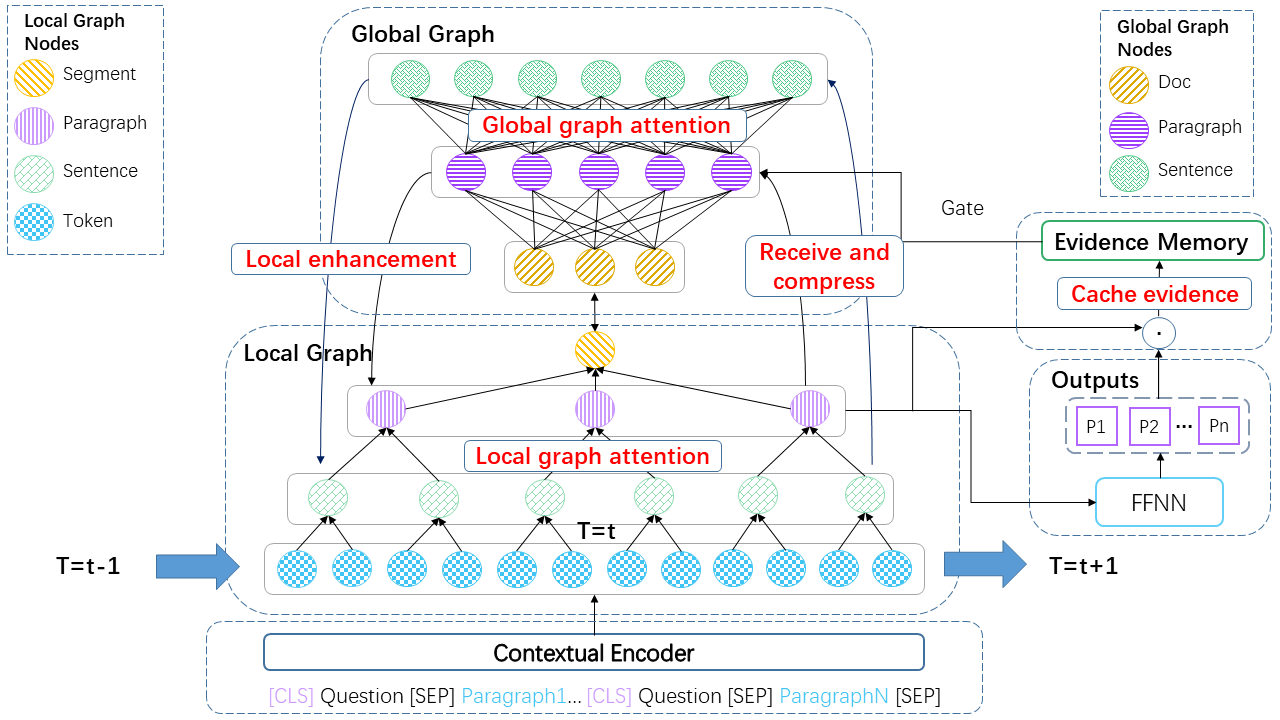 Local Graph
Nodes
Segment
Paragraph
Sentence
Token
Global Graph
Global graph attention
Global Graph
Nodes
Doc
Paragraph
Sentence
Gate
Evidence Memory
Cache evidence
·
Local enhancement
Receive and
compress
Local Graph
Local graph attention
T=t
T=t-1
T=t+1
Outputs
P1
P2
...
Pn
FFNN
Contextual Encoder
[CLS] Question [SEP] Paragraph1... [CLS] Question [SEP] ParagraphN [SEP]